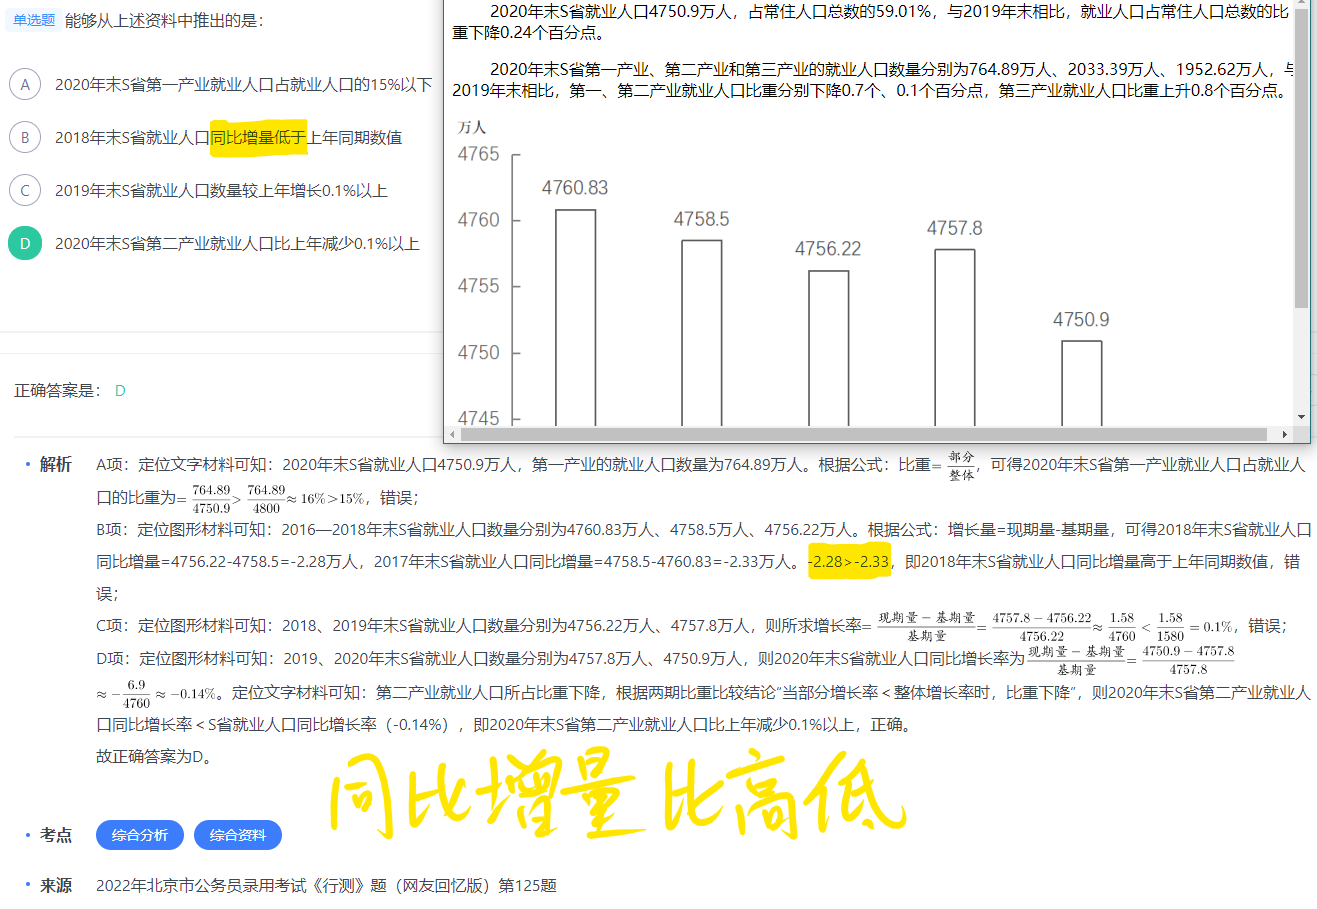 单选题 能够从上述资料中推出的是：
A 2020年末S省第一产业就业人口占就业人口的15%以下
B 2018年末S省就业人口同比增量低于上年同期数值
C 2019年末S省就业人口数量较上年增长0.1%以上
D 2020年末S省第二产业就业人口比上年减少0.1%以上
2020年末S省就业人口4750.9万人，占常住人口总数的59.01%，与2019年末相比，就业人口占常住人口总数的比
重下降0.24个百分点。
2020年末S省第一产业、第二产业和第三产业的就业人口数量分别为764.89万人、2033.39万人、1952.62万人，与
2019年末相比，第一、第二产业就业人口比重分别下降0.7个、0.1个百分点，第三产业就业人口比重上升0.8个百分点。
万人
4765
4760
4755
4750
4745
4760.83
4758.5
4756.22
4757.8
4750.9
正确答案是： D
解析
A项：定位文字材料可知：2020年末S省就业人口4750.9万人，第一产业的就业人口数量为764.89万人。根据公式：比重=部分/整体，可得2020年末S省第一产业就业人口占就业人
口的比重为=764.89/4750.9>764.89/4800≈16%>15%，错误；
B项：定位图形材料可知：2016—2018年末S省就业人口数量分别为4760.83万人、4758.5万人、4756.22万人。根据公式：增长量=现期量-基期量，可得2018年末S省就业人口
同比增量=4756.22-4758.5=-2.28万人，2017年末S省就业人口同比增量=4758.5-4760.83=-2.33万人。-2.28>-2.33，即2018年末S省就业人口同比增量高于上年同期数值，错
误；
C项：定位图形材料可知：2018、2019年末S省就业人口数量分别为4756.22万人、4757.8万人，则所求增长率=现期量－基期量/基期量=4757.8－4756.22/4756.22≈1.58/4760<1.58/1580=0.1%，错误；
D项：定位图形材料可知：2019、2020年末S省就业人口数量分别为4757.8万人、4750.9万人，则2020年末S省就业人口同比增长率为现期量－基期量/基期量=4750.9－4757.8/4757.8
≈-6.9/4760≈-0.14%。定位文字材料可知：第二产业就业人口所占比重下降，根据两期比重比较结论“当部分增长率＜整体增长率时，比重下降”，则2020年末S省第二产业就业人
口同比增长率＜S省就业人口同比增长率（-0.14%），即2020年末S省第二产业就业人口比上年减少0.1%以上，正确。
故正确答案为D。
同比增量 比高低
考点 综合分析 综合资料
来源 2022年北京市公务员录用考试《行测》题（网友回忆版）第125题